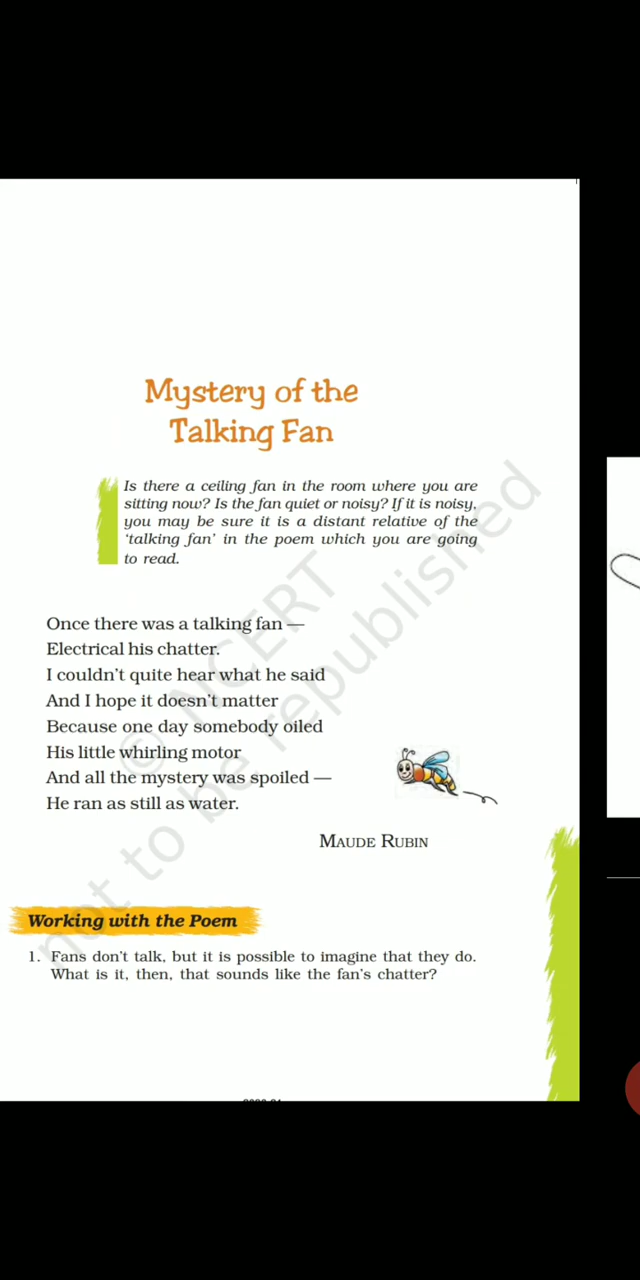 Mystery of the
Talking Fan
Is there a ceiling fan in the room where you are
sitting now? Is the fan quiet or noisy? If it is noisy,
you may be sure it is a distant relative of the
‘talking fan’ in the poem which you are going
to read.
Once there was a talking fan —
Electrical his chatter.
I couldn’t quite hear what he said
And I hope it doesn’t matter
Because one day somebody oiled
His little whirling motor
And all the mystery was spoiled —
He ran as still as water.
MAUDE RUBIN
© NCERT
not to be republished
Working with the Poem
1. Fans don’t talk, but it is possible to imagine that they do.
What is it, then, that sounds like the fan’s chatter?